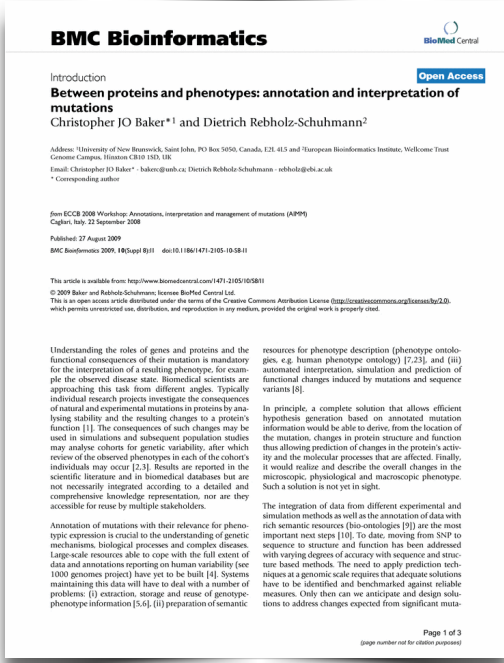 BMC Bioinformatics
BioMed Central
Introduction
Open Access
Between proteins and phenotypes: annotation and interpretation of
mutations
Christopher JO Baker*1 and Dietrich Rebholz-Schuhmann2
Address: 1University of New Brunswick, Saint John, PO Box 5050, Canada, E2L 4L5 and 2European Bioinformatics Institute, Wellcome Trust
Genome Campus, Hinxton CB10 1SD, UK
Email: Christopher JO Baker* - bakerc@unb.ca; Dietrich Rebholz-Schuhmann - rebholz@ebi.ac.uk
* Corresponding author
from ECCB 2008 Workshop: Annotations, interpretation and management of mutations (AIMM)
Cagliari, Italy. 22 September 2008
Published: 27 August 2009
BMC Bioinformatics 2009, 10(Suppl 8):I1 doi:10.1186/1471-2105-10-S8-I1
This article is available from: http://www.biomedcentral.com/1471-2105/10/S8/I1
© 2009 Baker and Rebholz-Schuhmann; licensee BioMed Central Ltd.
This is an open access article distributed under the terms of the Creative Commons Attribution License (http://creativecommons.org/licenses/by/2.0),
which permits unrestricted use, distribution, and reproduction in any medium, provided the original work is properly cited.
Understanding the roles of genes and proteins and the
functional consequences of their mutation is mandatory
for the interpretation of a resulting phenotype, for exam-
ple the observed disease state. Biomedical scientists are
approaching this task from different angles. Typically
individual research projects investigate the consequences
of natural and experimental mutations in proteins by ana-
lysing stability and the resulting changes to a protein's
function [1]. The consequences of such changes may be
used in simulations and subsequent population studies
may analyse cohorts for genetic variability, after which
review of the observed phenotypes in each of the cohort's
individuals may occur [2,3]. Results are reported in the
scientific literature and in biomedical databases but are
not necessarily integrated according to a detailed and
comprehensive knowledge representation, nor are they
accessible for reuse by multiple stakeholders.
Annotation of mutations with their relevance for pheno-
typic expression is crucial to the understanding of genetic
mechanisms, biological processes and complex diseases.
Large-scale resources able to cope with the full extent of
data and annotations reporting on human variability (see
1000 genomes project) have yet to be built [4]. Systems
maintaining this data will have to deal with a number of
problems: (i) extraction, storage and reuse of genotype-
phenotype information [5,6], (ii) preparation of semantic
resources for phenotype description (phenotype ontolo-
gies, e.g. human phenotype ontology) [7,23], and (iii)
automated interpretation, simulation and prediction of
functional changes induced by mutations and sequence
variants [8].
In principle, a complete solution that allows efficient
hypothesis generation based on annotated mutation
information would be able to derive, from the location of
the mutation, changes in protein structure and function
thus allowing prediction of changes in the protein's activ-
ity and the molecular processes that are affected. Finally,
it would realize and describe the overall changes in the
microscopic, physiological and macroscopic phenotype.
Such a solution is not yet in sight.
The integration of data from different experimental and
simulation methods as well as the annotation of data with
rich semantic resources (bio-ontologies [9]) are the most
important next steps [10]. To date, moving from SNP to
sequence to structure and function has been addressed
with varying degrees of accuracy with sequence and struc-
ture based methods. The need to apply prediction tech-
niques at a genomic scale requires that adequate solutions
have to be identified and benchmarked against reliable
measures. Only then can we anticipate and design solu-
tions to address changes expected from significant muta-
Page 1 of 3
(page number not for citation purposes)